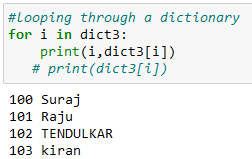 #Looping through a dictionary
for i in dict3:
    print(i,dict3[i])
   # print(dict3[i])
100 Suraj
101 Raju
102 TENDULKAR
103 kiran